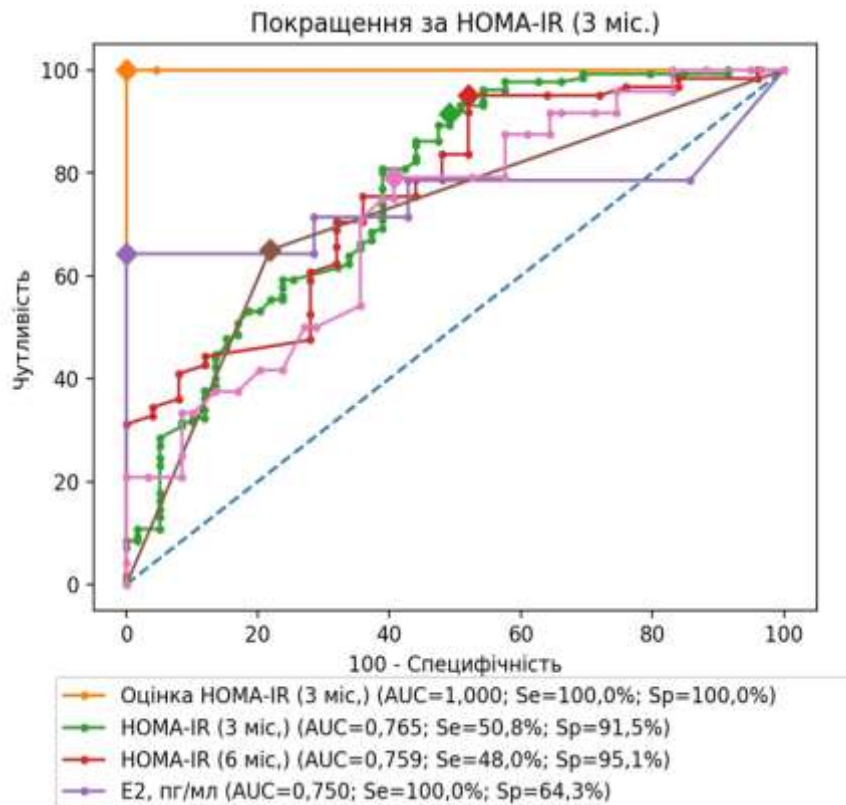 Покращення за HOMA-IR (3 міс.)
100
80
60
40
20
0
Чутливість
0 20 40 60 80 100
100 - Специфічність
Оцінка HOMA-IR (3 міс,) (AUC=1,000; Se=100,0%; Sp=100,0%)
HOMA-IR (3 міс,) (AUC=0,765; Se=50,8%; Sp=91,5%)
HOMA-IR (6 міс,) (AUC=0,759; Se=48,0%; Sp=95,1%)
E2, пг/мл (AUC=0,750; Se=100,0%; Sp=64,3%)